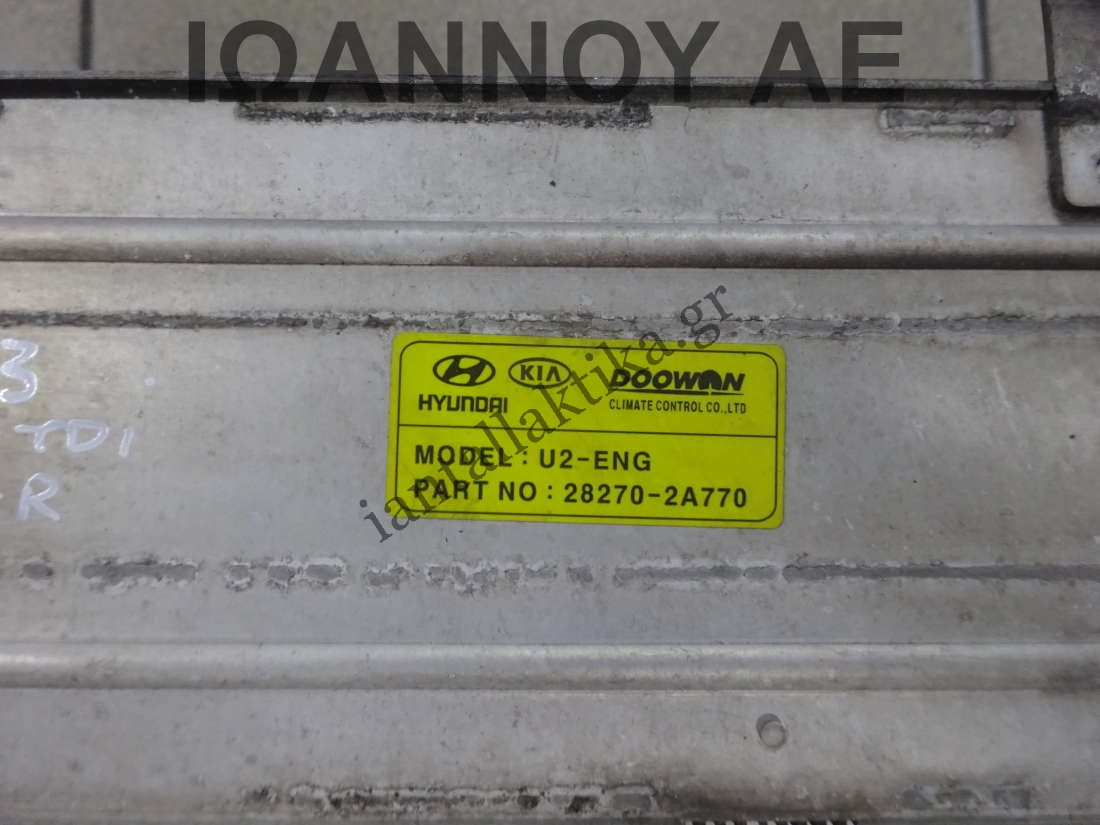 ΙΩΑΝΝΟΥ ΑΕ
3
TDI
R
HYUNDAI
KIA
DOOWON
CLIMATE CONTROL CO.,LTD
MODEL : U2-ENG
PART NO : 28270-2A770
iantallaktika.gr